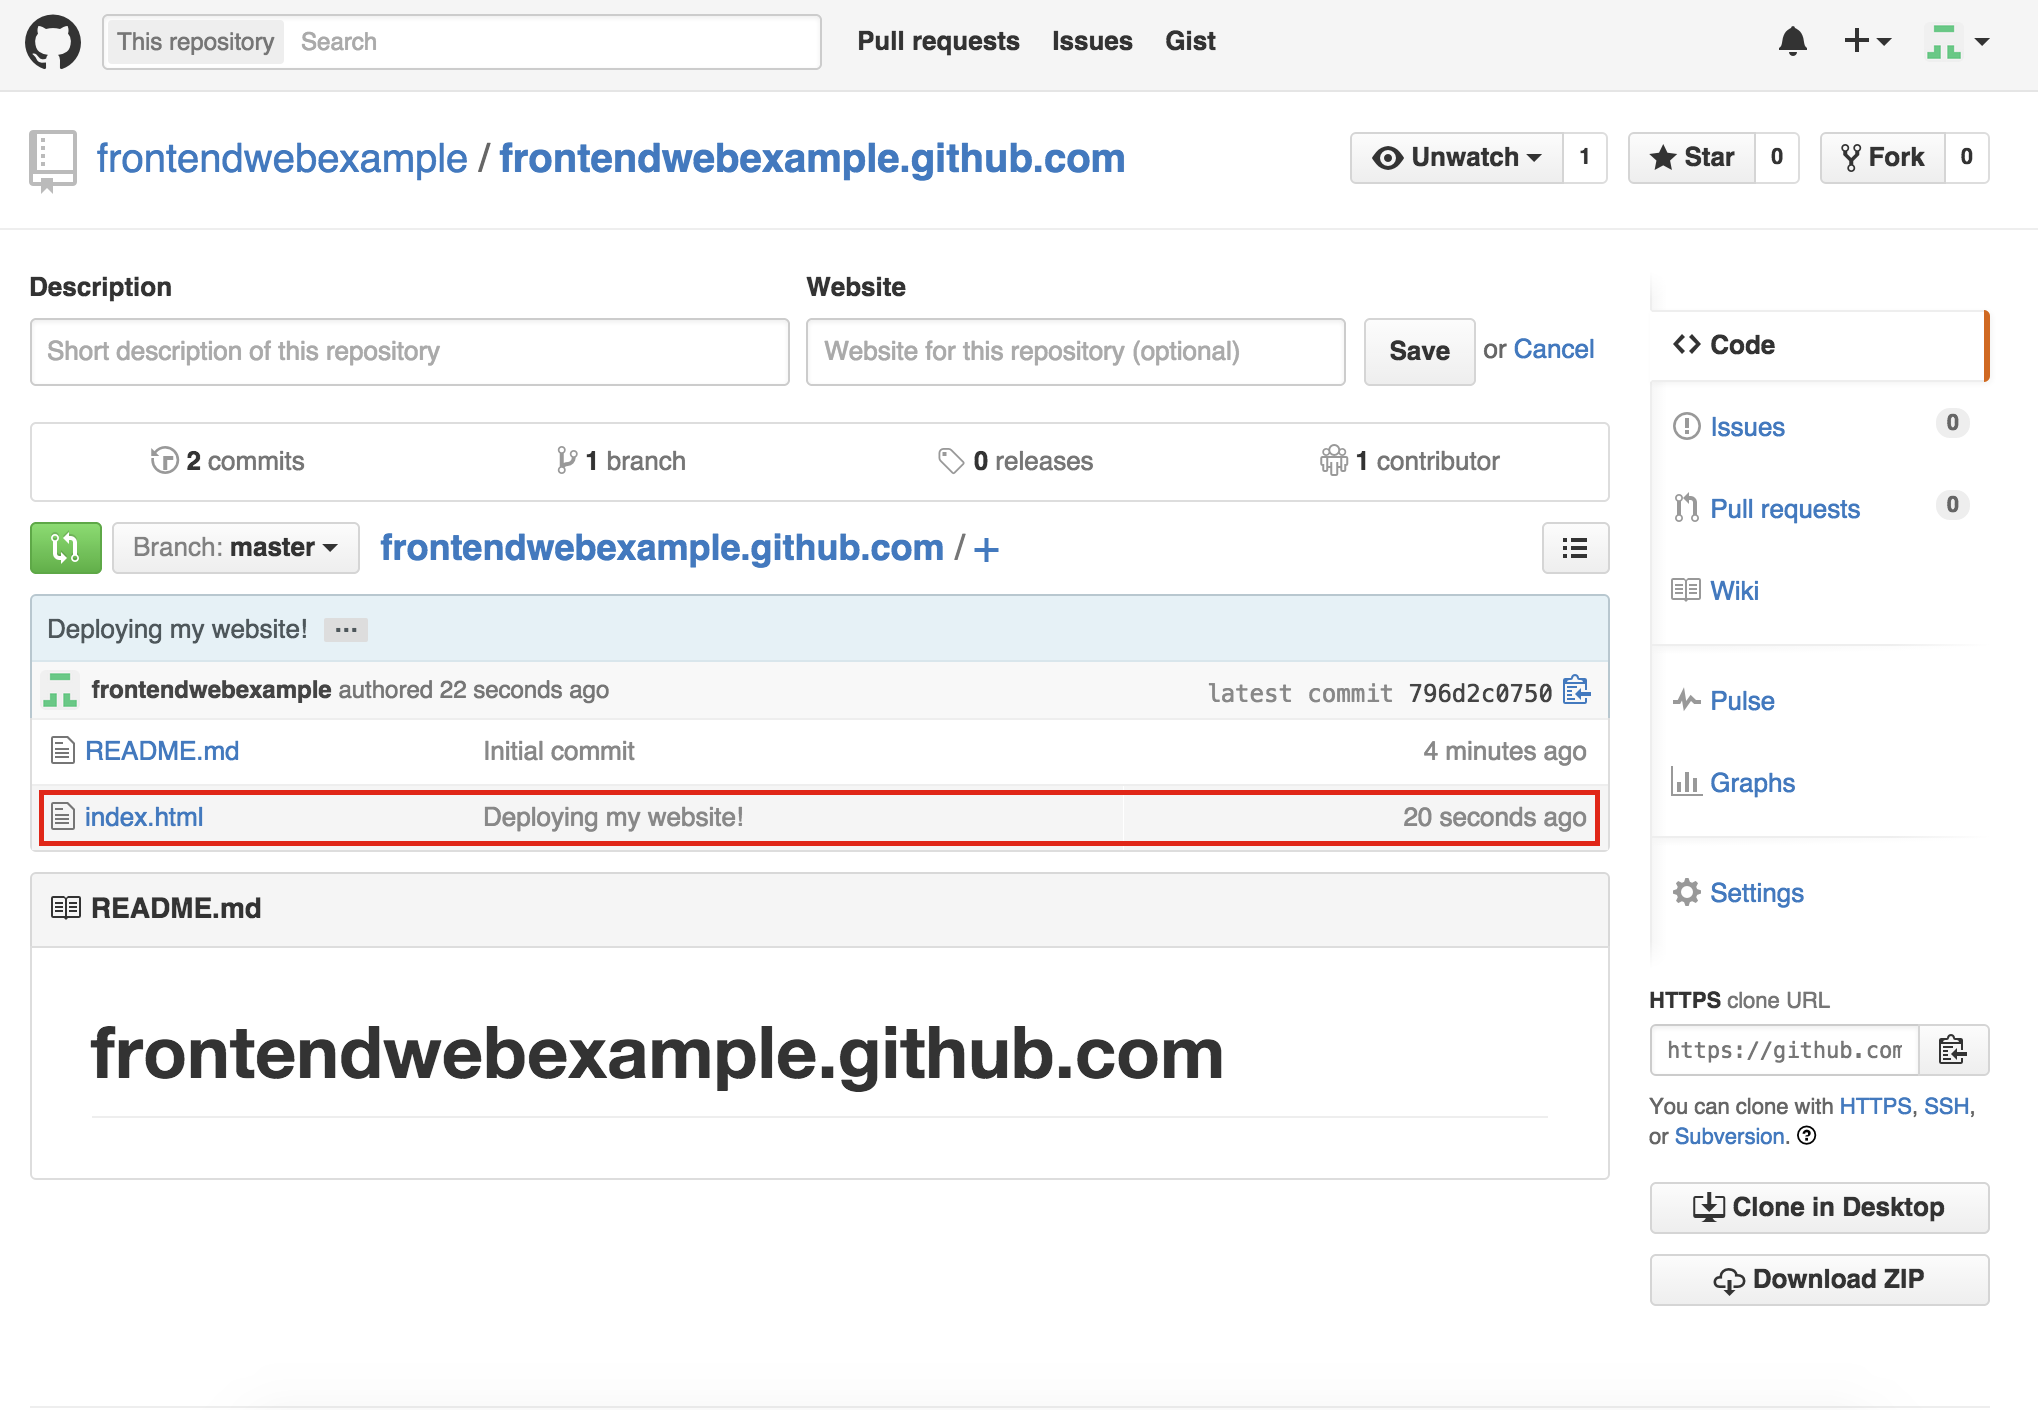 This repository Search Pull requests Issues Gist
frontendwebexample / frontendwebexample.github.com Unwatch 1 Star 0 Fork 0
Description Website
Short description of this repository Website for this repository (optional) Save or Cancel
2 commits 1 branch 0 releases 1 contributor
Branch: master frontendwebexample.github.com / +
Deploying my website! ...
frontendwebexample authored 22 seconds ago latest commit 796d2c0750
README.md Initial commit 4 minutes ago
index.html Deploying my website! 20 seconds ago
README.md
frontendwebexample.github.com
Code
Issues 0
Pull requests 0
Wiki
Pulse
Graphs
Settings
HTTPS clone URL
https://github.com
You can clone with HTTPS, SSH,
or Subversion.
Clone in Desktop
Download ZIP